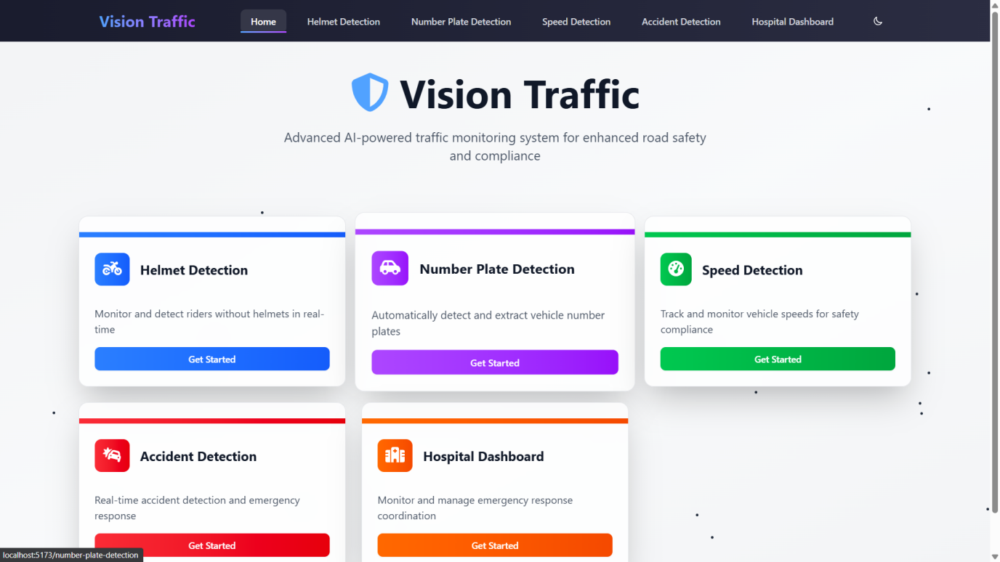 Vision Traffic
Home
Helmet Detection
Number Plate Detection
Speed Detection
Accident Detection
Hospital Dashboard
Vision Traffic
Advanced AI-powered traffic monitoring system for enhanced road safety
and compliance
Helmet Detection
Monitor and detect riders without helmets in real-
time
Get Started
Number Plate Detection
Automatically detect and extract vehicle number
plates
Get Started
Speed Detection
Track and monitor vehicle speeds for safety
compliance
Get Started
Accident Detection
Real-time accident detection and emergency
response
Get Started
Hospital Dashboard
Monitor and manage emergency response
coordination
Get Started
localhost:5173/number-plate-detection